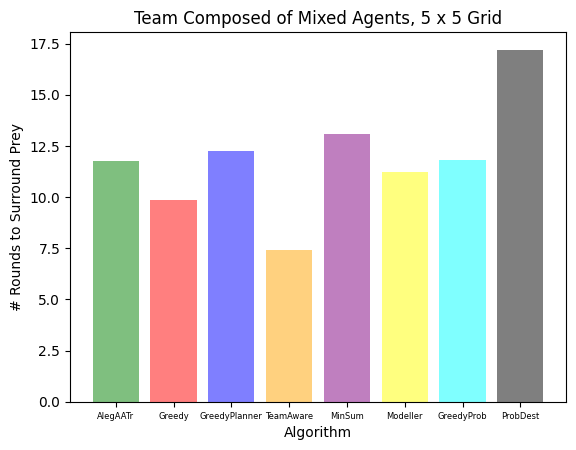 Team Composed of Mixed Agents, 5 x 5 Grid
# Rounds to Surround Prey
17.5
15.0
12.5
10.0
7.5
5.0
2.5
0.0
AlegAATr Greedy GreedyPlanner TeamAware MinSum Modeller GreedyProb ProbDest
Algorithm